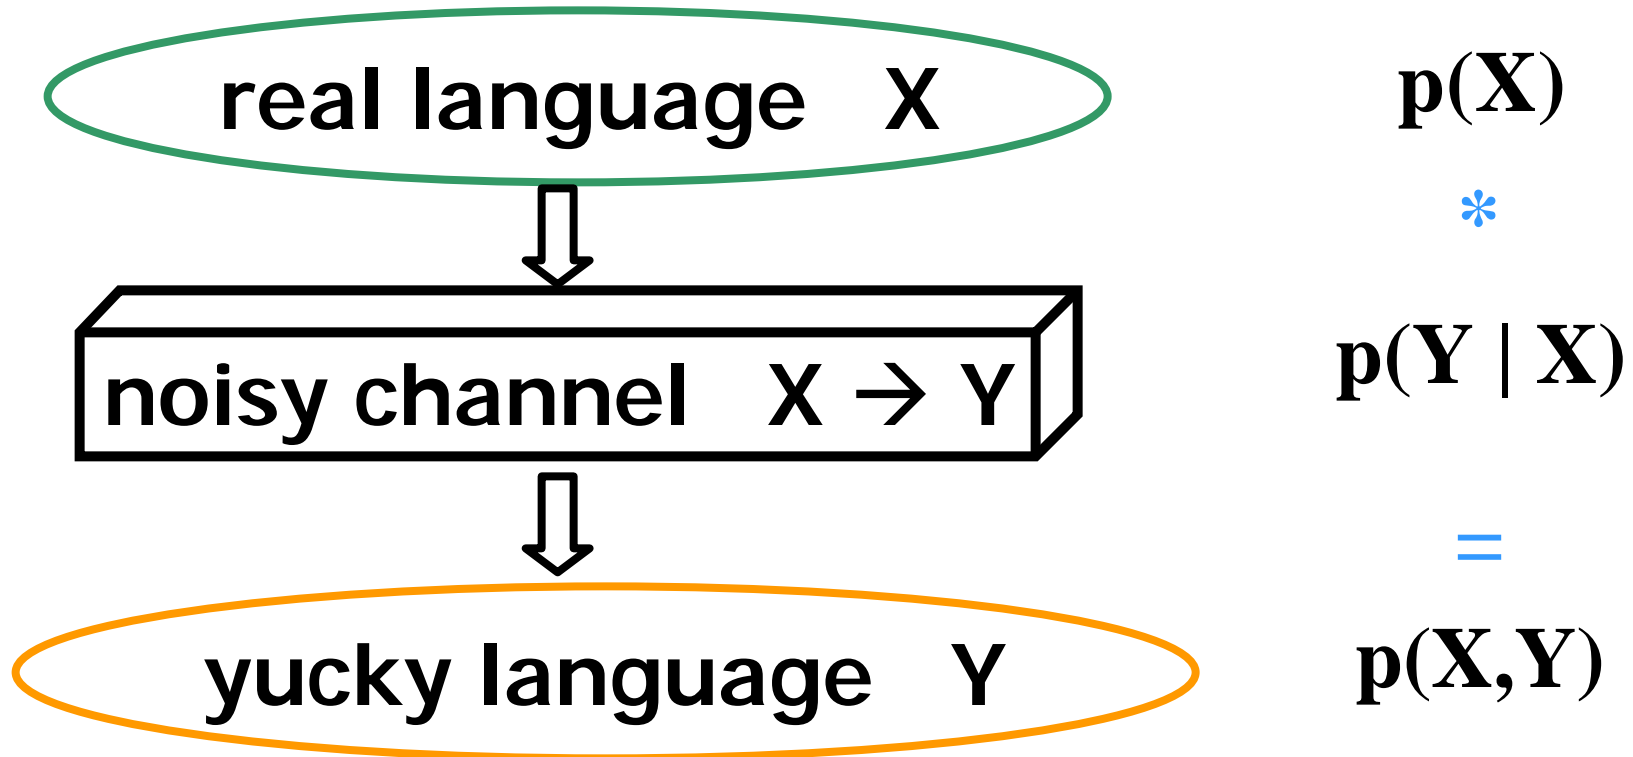 real language X
p(X)
*
noisy channel X → Y
p(Y | X)
=
yucky language Y
p(X,Y)